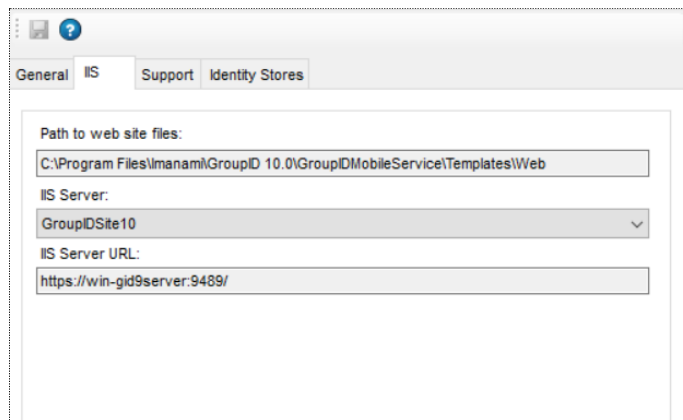 General IIS Support Identity Stores
Path to web site files:
C:\Program Files\Imanami\GroupID 10.0\GroupIDMobileService\Templates\Web
IIS Server:
GroupIDSite10
IIS Server URL:
https://win-gid9server:9489/